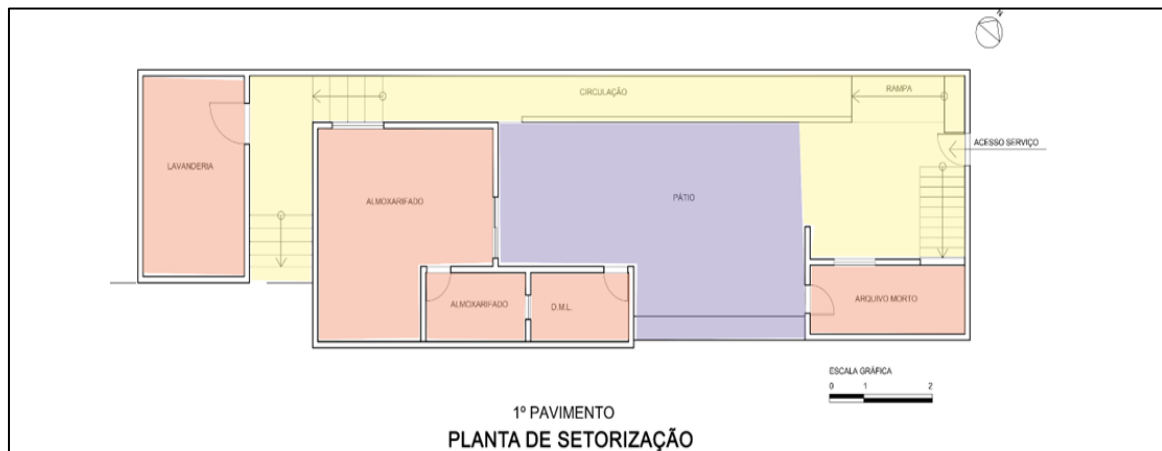 N
CIRCULAÇÃO
RAMPA
ACESSO SERVIÇO
LAVANDERIA
ALMOXARIFADO
PÁTIO
ALMOXARIFADO
D.M.L.
ARQUIVO MORTO
ESCALA GRÁFICA
0 1 2
1º PAVIMENTO
PLANTA DE SETORIZAÇÃO